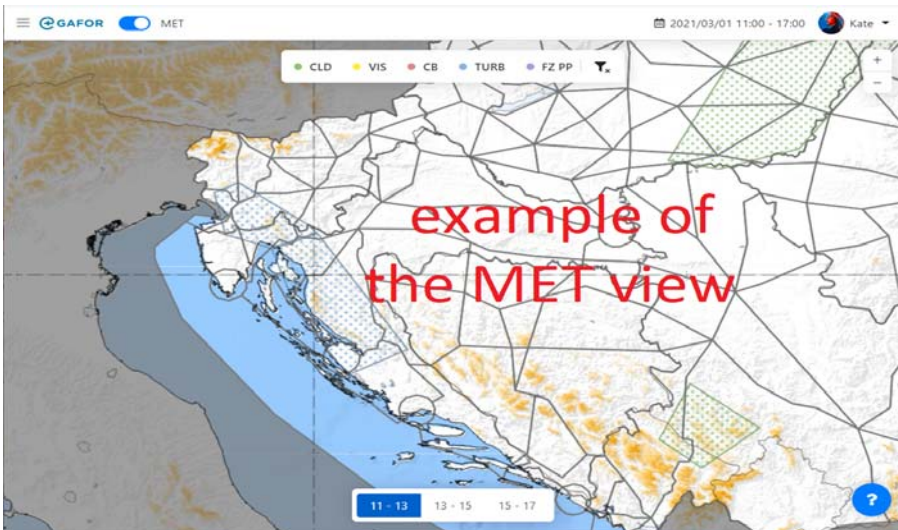 GAFOR MET 2021/03/01 11:00 - 17:00 Kate
CLD VIS CB TURB FZ PP
+
-
example of
the MET view
11 - 13 13 - 15 15 - 17
?